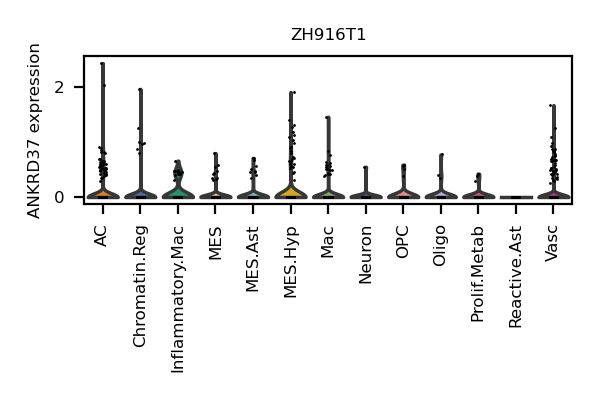 ZH916T1
ANKRD37 expression
2
0
AC
Chromatin.Reg
Inflammatory.Mac
MES
MES.Ast
MES.Hyp
Mac
Neuron
OPC
Oligo
Prolif.Metab
Reactive.Ast
Vasc